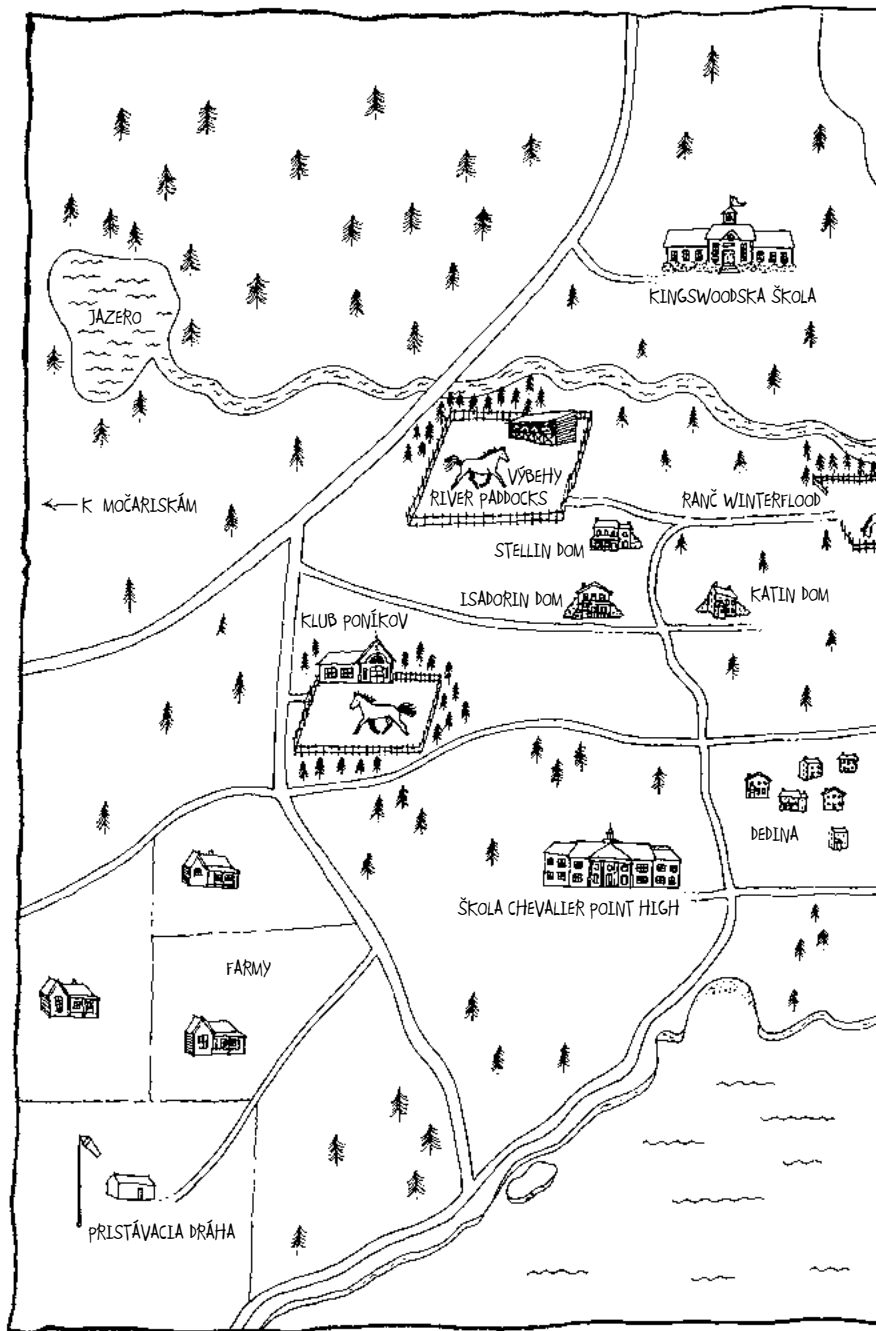 KINGSWOODSKA ŠKOLA
JAZERO
VÝBEHY
RIVER PADDOCKS
RANČ WINTERFLOOD
K MOČARISKÁM
STELLIN DOM
ISADORIN DOM
KATIN DOM
KLUB PONÍKOV
DEDINA
ŠKOLA CHEVALIER POINT HIGH
FARMY
PRISTÁVACIA DRÁHA